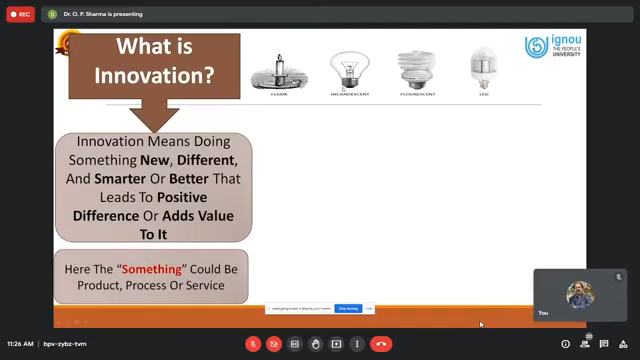 REC
Dr. O. P. Sharma is presenting
What is
Innovation?
ignou
THE PEOPLE'S
UNIVERSITY
FLAME
INCANDESCENT
FLOURESCENT
LED
Innovation Means Doing
Something New, Different,
And Smarter Or Better That
Leads To Positive
Difference Or Adds Value
To It
Here The “Something” Could Be
Product, Process Or Service
Stop sharing
You
11:26 AM
bpv-zybz-tvm